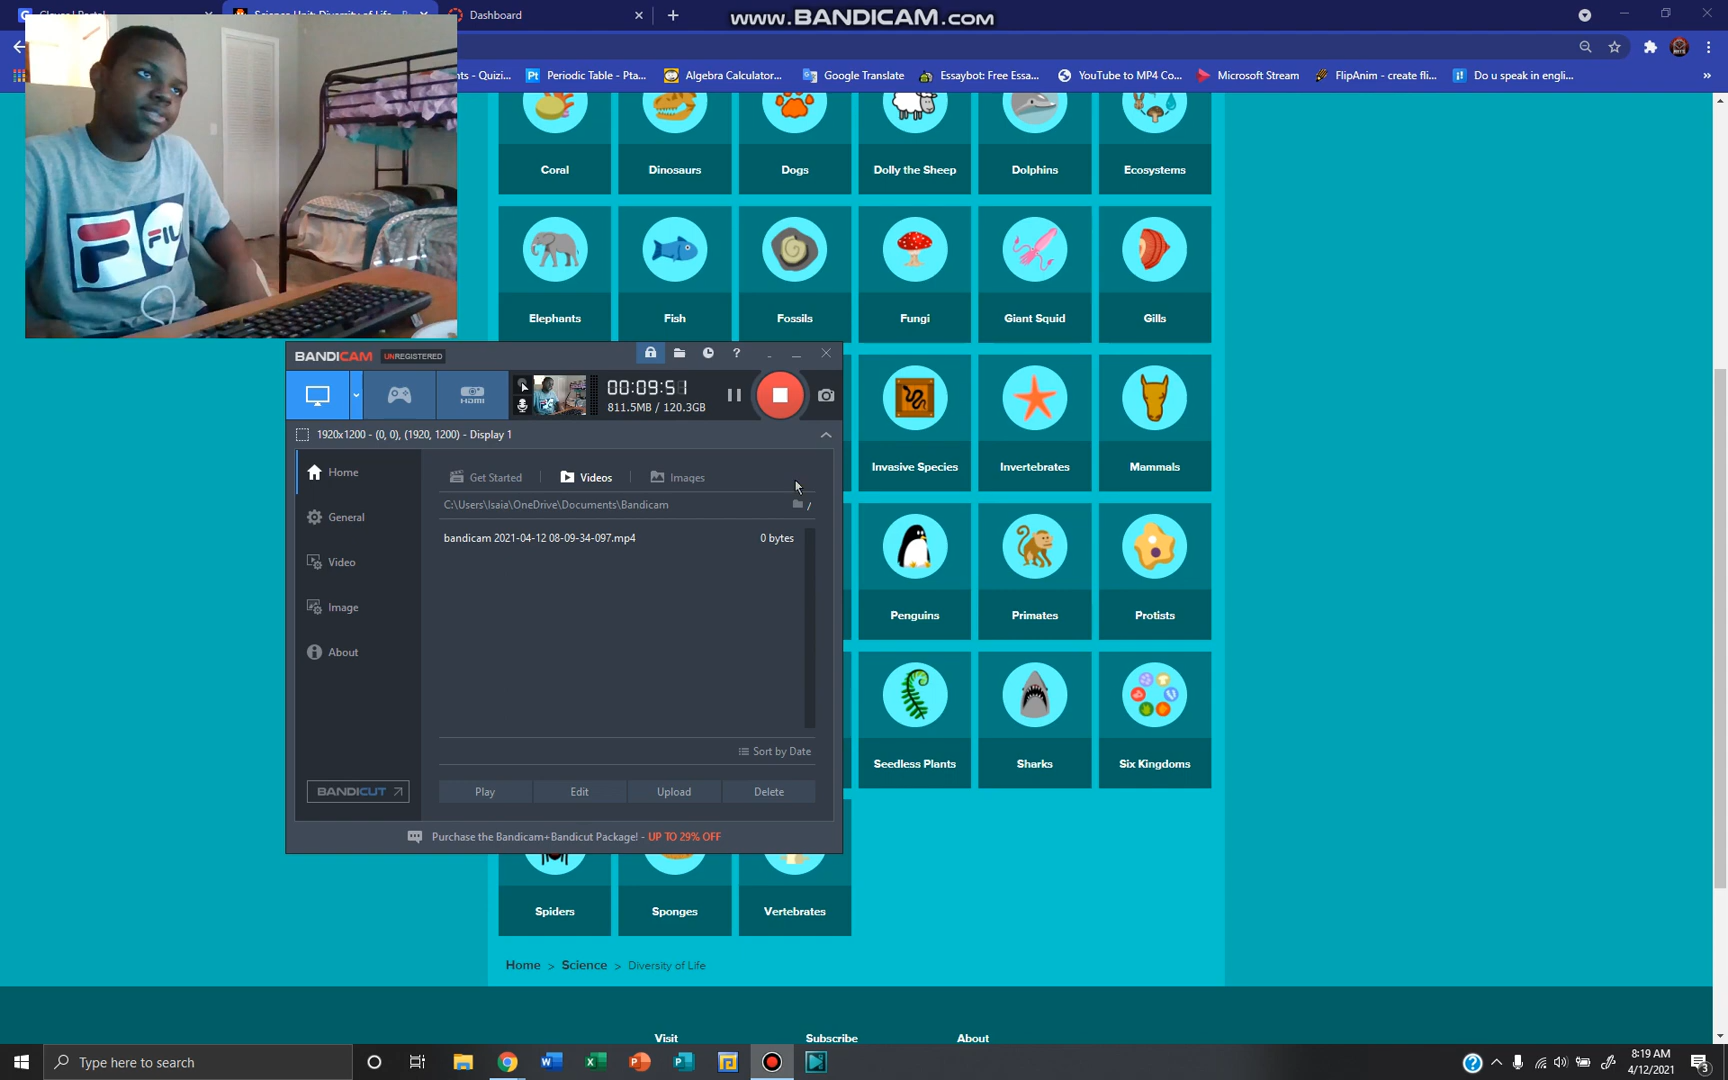 Dashboard
www.BANDICAM.com
nts - Quizi...
Periodic Table - Pta...
Algebra Calculator...
Google Translate
Essaybot: Free Essa...
YouTube to MP4 Co...
Microsoft Stream
FlipAnim - create fli...
Do u speak in engli...
»
Coral
Dinosaurs
Dogs
Dolly the Sheep
Dolphins
Ecosystems
FILA
Elephants
Fish
Fossils
Fungi
Giant Squid
Gills
BANDICAM UNREGISTERED
?
HDMI
00:09:51
811.5MB / 120.3GB
1920x1200 - (0, 0), (1920, 1200) - Display 1
Home
General
Video
Image
About
Get Started
Videos
Images
C:\Users\Isaia\OneDrive\Documents\Bandicam
/
bandicam 2021-04-12 08-09-34-097.mp4
0 bytes
Sort by Date
BANDICUT
Play
Edit
Upload
Delete
Purchase the Bandicam+Bandicut Package! - UP TO 29% OFF
Invasive Species
Invertebrates
Mammals
Penguins
Primates
Protists
Seedless Plants
Sharks
Six Kingdoms
Spiders
Sponges
Vertebrates
Home > Science > Diversity of Life
Visit
Subscribe
About
Type here to search
8:19 AM
4/12/2021
3